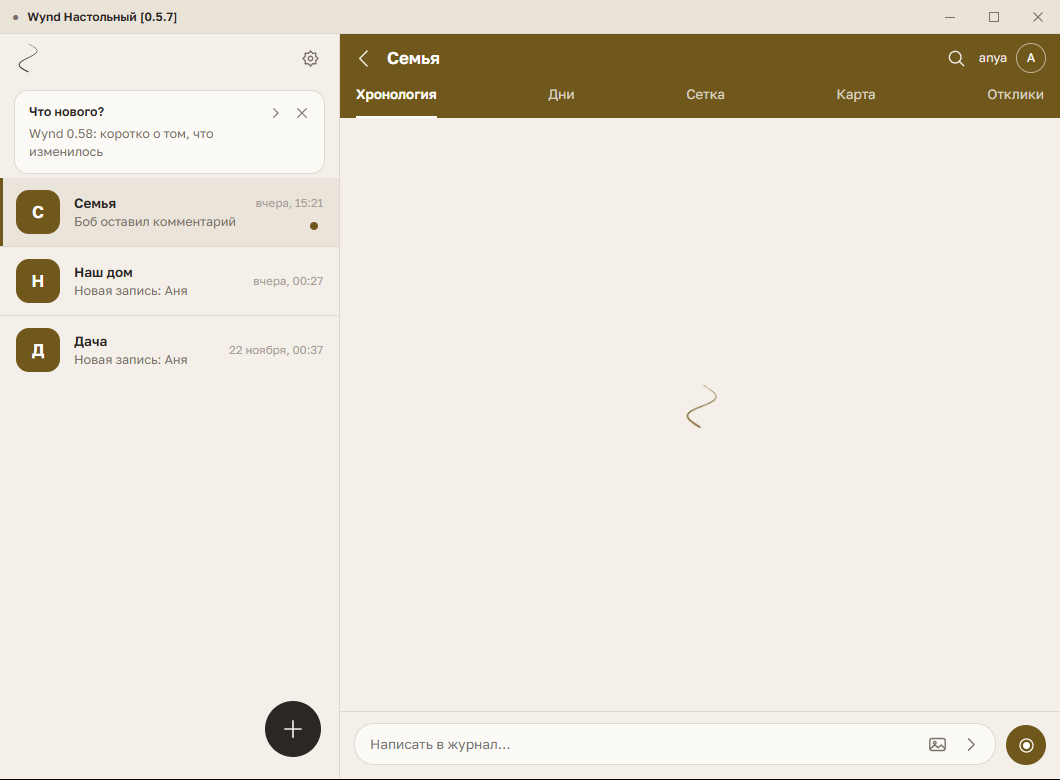 Wynd Настольный [0.5.7]
Что нового?
Wynd 0.58: коротко о том, что
изменилось
С
Семья
вчера, 15:21
Боб оставил комментарий
Н
Наш дом
вчера, 00:27
Новая запись: Аня
Д
Дача
22 ноября, 00:37
Новая запись: Аня
Семья
anya
A
Хронология
Дни
Сетка
Карта
Отклики
Написать в журнал...